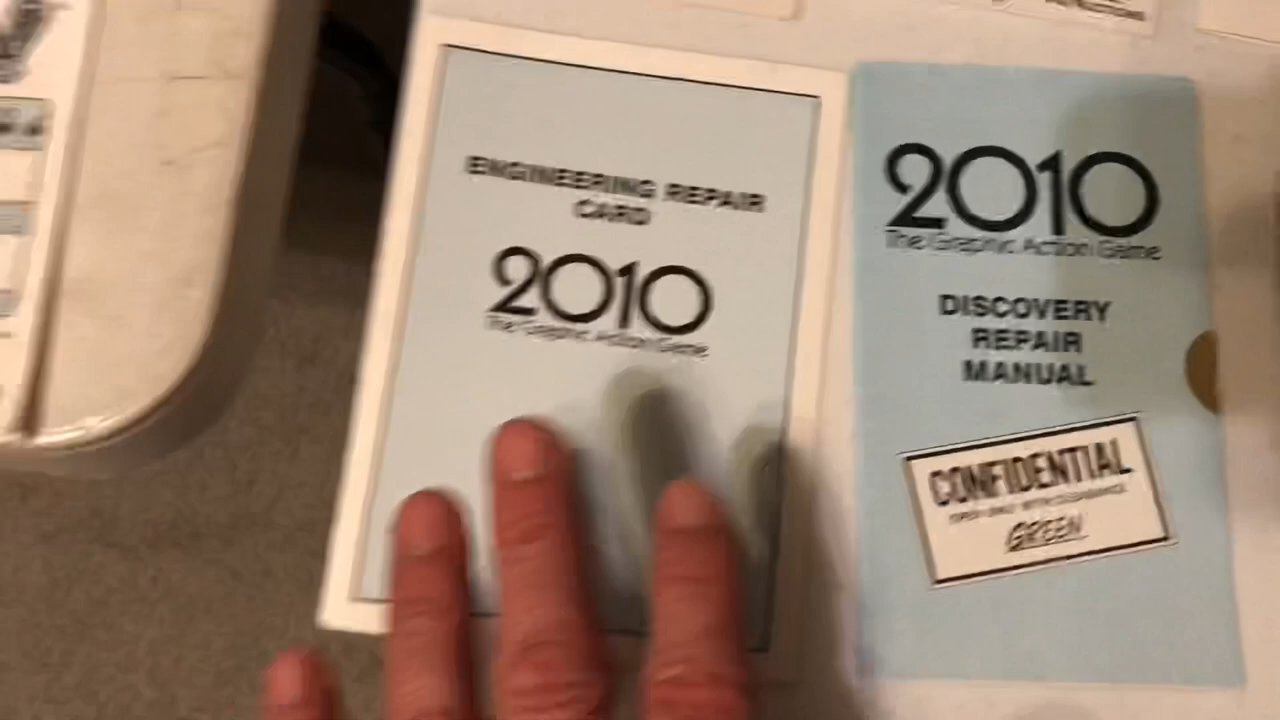 ENGINEERING REPAIR
CARD
2010
The Graphic Action Game
2010
The Graphic Action Game
DISCOVERY
REPAIR
MANUAL
CONFIDENTIAL
GREEN